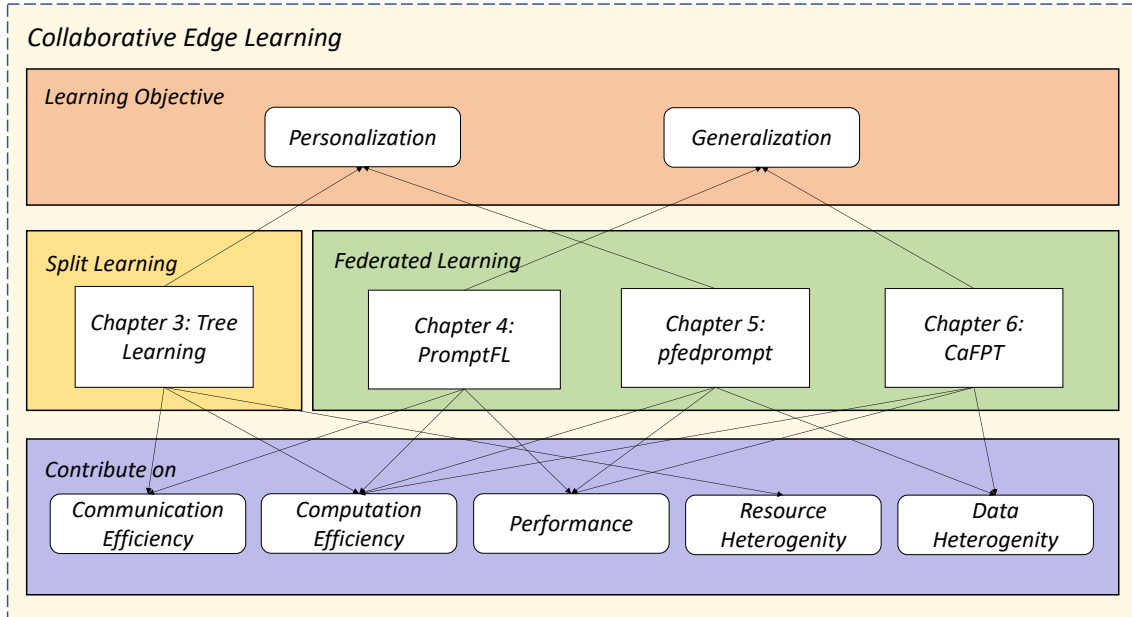 Collaborative Edge Learning
Learning Objective
Personalization
Generalization
Split Learning
Federated Learning
Chapter 3: Tree
Learning
Chapter 4:
PromptFL
Chapter 5:
pfedprompt
Chapter 6:
CaFPT
Contribute on
Communication
Efficiency
Computation
Efficiency
Performance
Resource
Heterogenity
Data
Heterogenity